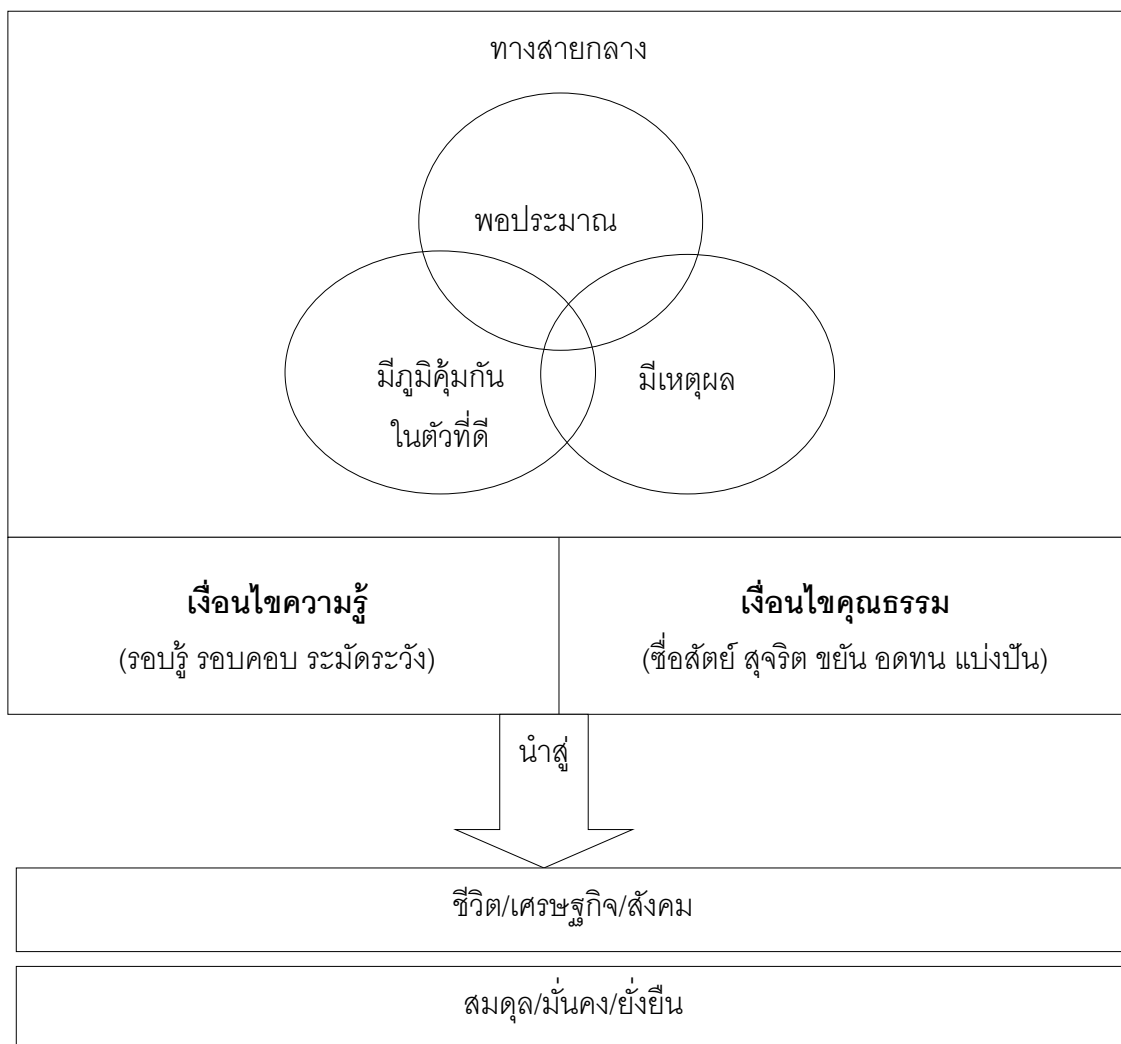 ทางสายกลาง
พอประมาณ
มีภูมิคุ้มกัน
ในตัวที่ดี
มีเหตุผล
เงื่อนไขความรู้
(รอบรู้ รอบคอบ ระมัดระวัง)
เงื่อนไขคุณธรรม
(ซื่อสัตย์ สุจริต ขยัน อดทน แบ่งปัน)
นำสู่
ชีวิต/เศรษฐกิจ/สังคม
สมดุล/มั่นคง/ยั่งยืน